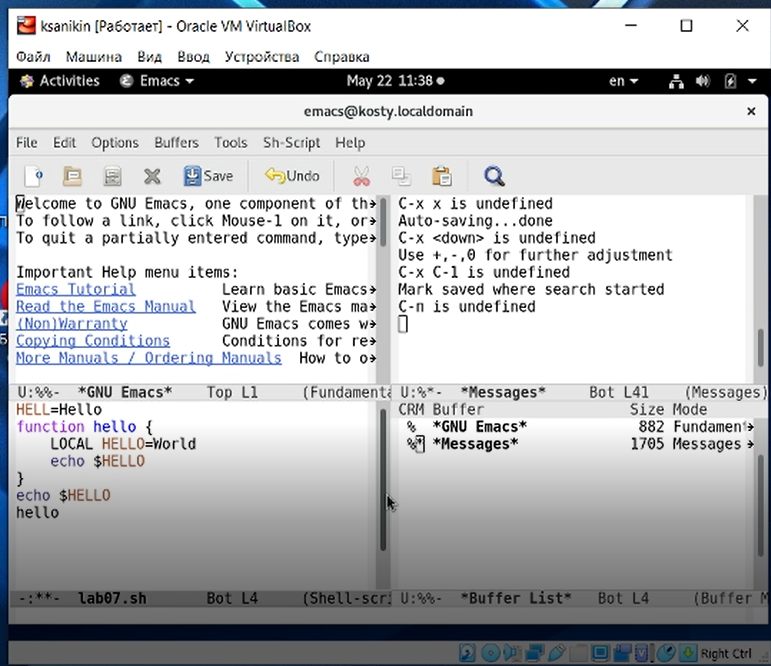 ksanikin [Работает] - Oracle VM VirtualBox
Файл Машина Вид Ввод Устройства Справка
Activities Emacs May 22 11:38 en
emacs@kosty.localdomain
File Edit Options Buffers Tools Sh-Script Help
Save Undo
Welcome to GNU Emacs, one component of th
To follow a link, click Mouse-1 on it, or
To quit a partially entered command, type
Important Help menu items:
Emacs Tutorial Learn basic Emacs
Read the Emacs Manual View the Emacs ma
(Non)Warranty GNU Emacs comes w
Copying Conditions Conditions for re
More Manuals / Ordering Manuals How to o
U:%%- *GNU Emacs* Top L1 (Fundamenta
C-x x is undefined
Auto-saving...done
C-x <down> is undefined
Use +,-,0 for further adjustment
C-x C-1 is undefined
Mark saved where search started
C-n is undefined
U:%*- *Messages* Bot L41 (Messages)
HELL=Hello
function hello {
LOCAL HELLO=World
echo $HELLO
}
echo $HELLO
hello
-:**- lab07.sh Bot L4 (Shell-scri
CRM Buffer Size Mode
% *GNU Emacs* 882 Fundamen
%* *Messages* 1705 Messages
U:%%- *Buffer List* Bot L4 (Buffer M
Right Ctrl